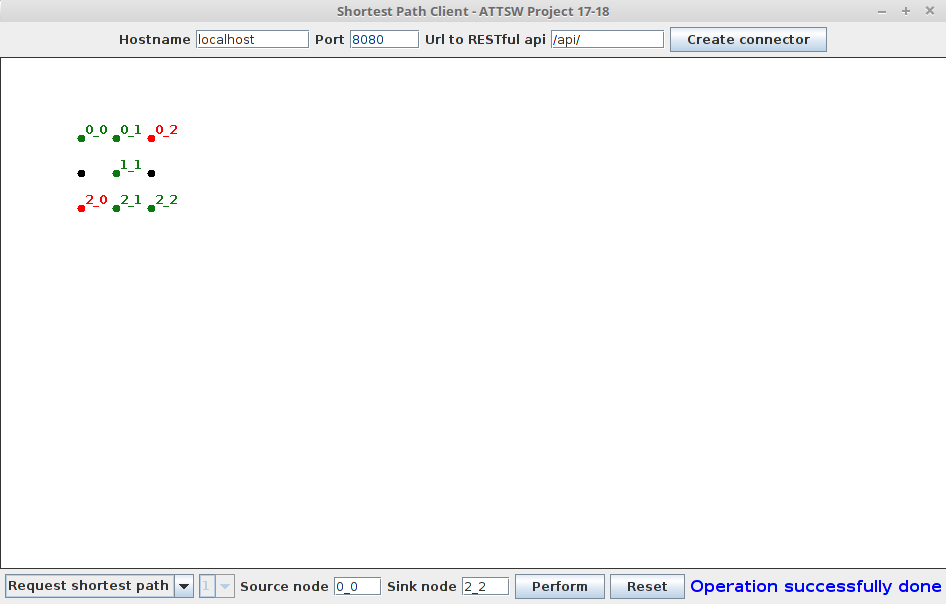 Shortest Path Client - ATTSW Project 17-18
Hostname localhost Port 8080 Url to RESTful api /api/ Create connector
0_0 0_1 0_2
1_1
2_0 2_1 2_2
Request shortest path 1 Source node 0_0 Sink node 2_2 Perform Reset Operation successfully done